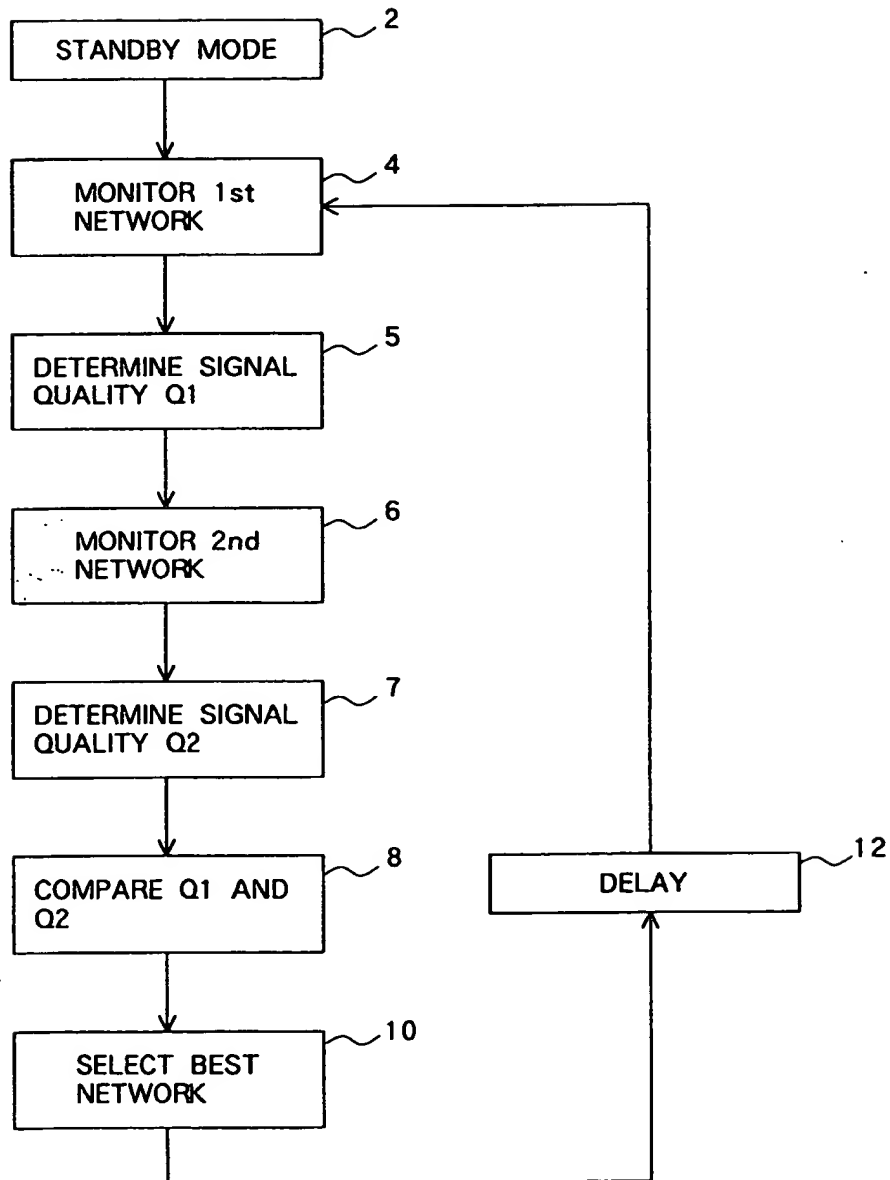 2
STANDBY MODE
4
MONITOR 1st
NETWORK
5
DETERMINE SIGNAL
QUALITY Q1
6
MONITOR 2nd
NETWORK
7
DETERMINE SIGNAL
QUALITY Q2
8
COMPARE Q1 AND
Q2
12
DELAY
10
SELECT BEST
NETWORK